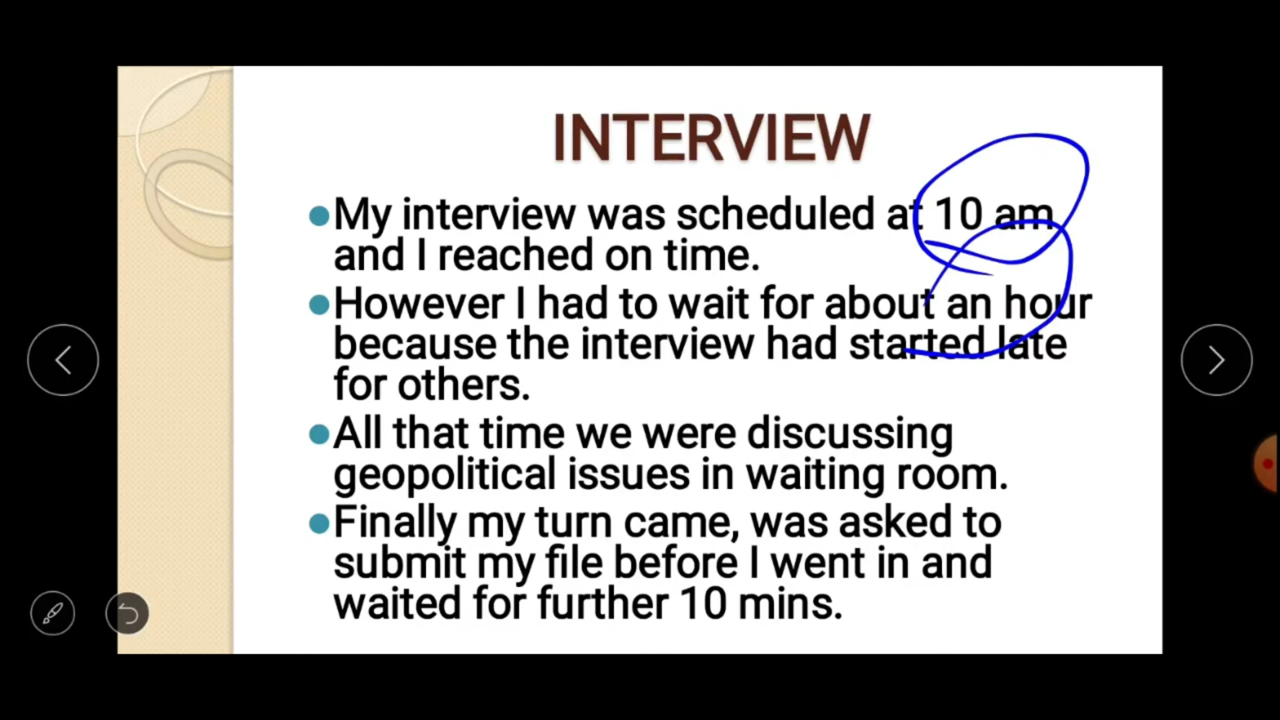 INTERVIEW
My interview was scheduled at 10 am
and I reached on time.
However I had to wait for about an hour
because the interview had started late
for others.
All that time we were discussing
geopolitical issues in waiting room.
Finally my turn came, was asked to
submit my file before I went in and
waited for further 10 mins.